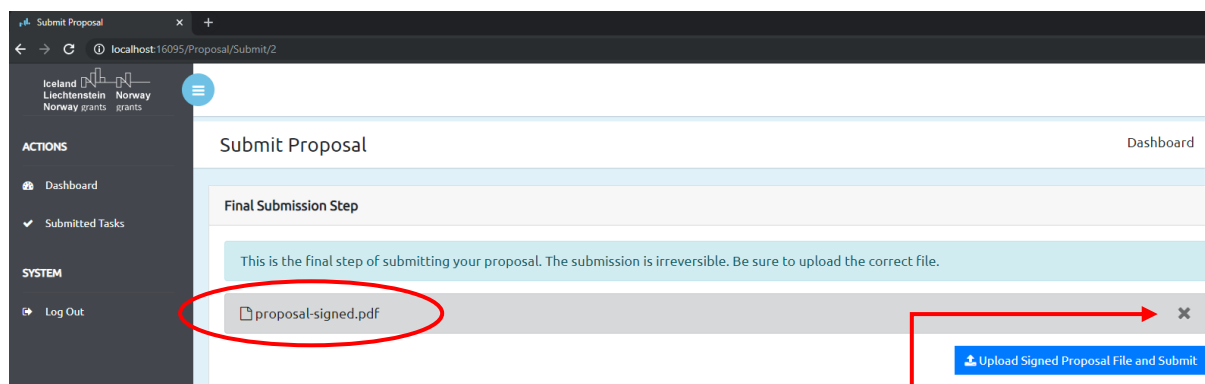 Submit Proposal
localhost:16095/Proposal/Submit/2
Iceland
Liechtenstein Norway
Norway grants grants
ACTIONS
Submit Proposal
Dashboard
Dashboard
Final Submission Step
Submitted Tasks
This is the final step of submitting your proposal. The submission is irreversible. Be sure to upload the correct file.
SYSTEM
Log Out
proposal-signed.pdf
Upload Signed Proposal File and Submit